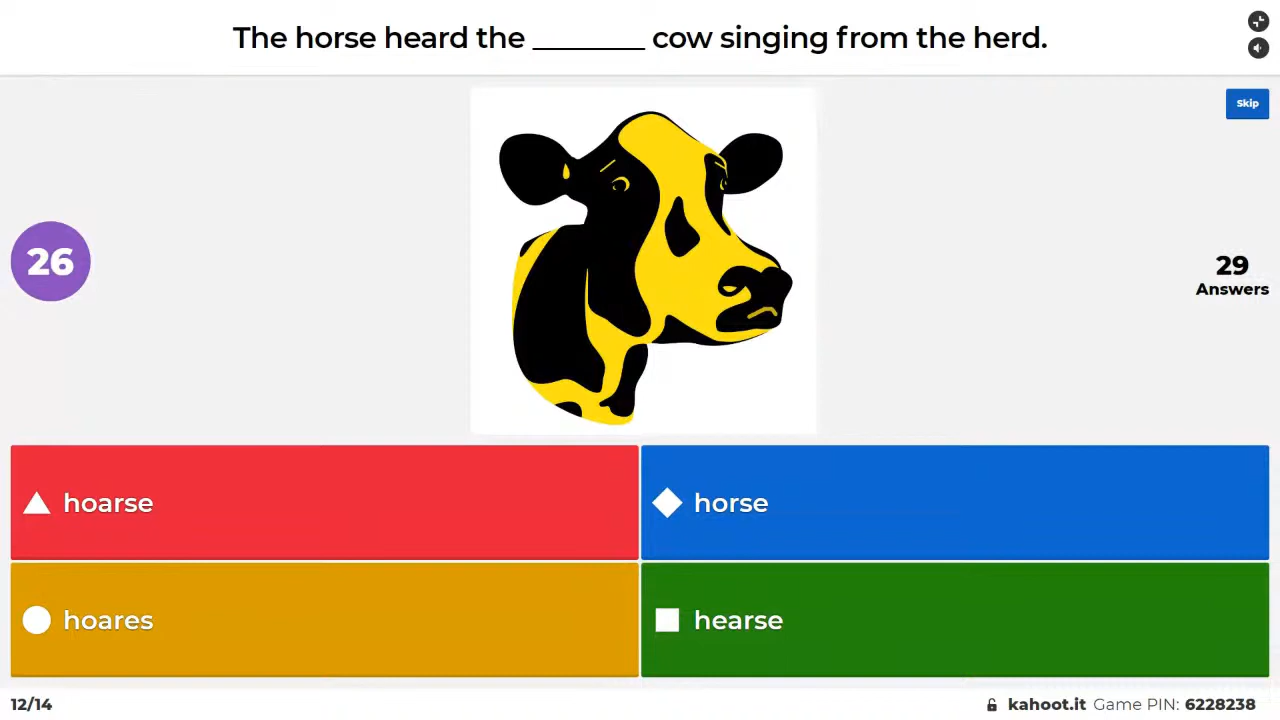 The horse heard the _______ cow singing from the herd.
Skip
26
29
Answers
hoarse
horse
hoares
hearse
12/14
kahoot.it Game PIN: 6228238